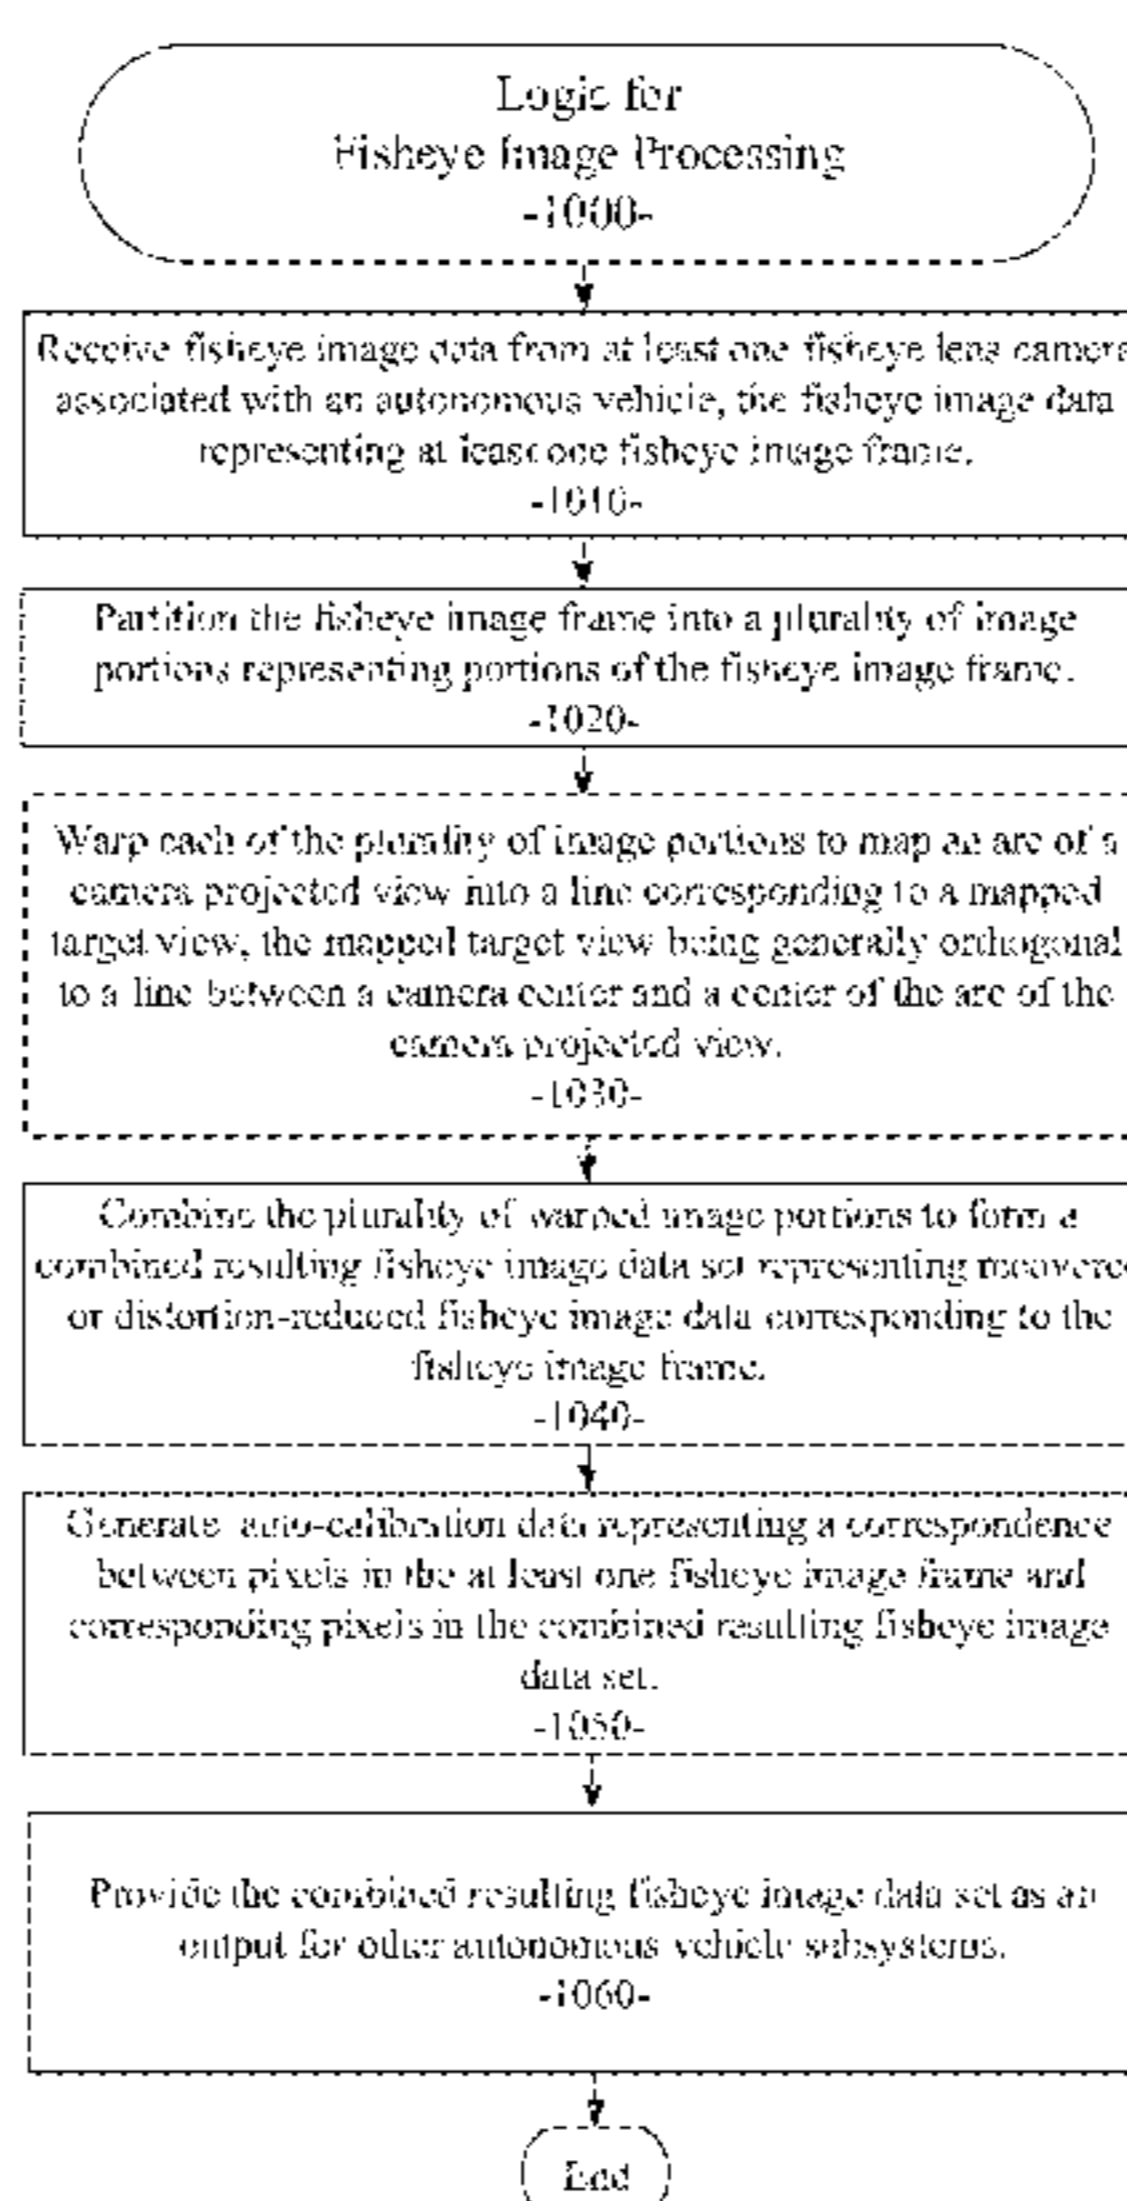 Logic for
Fisheye Image Processing
-1000-
Receive fisheye image data from at least one fisheye lens camera
associated with an autonomous vehicle, the fisheye image data
representing at least one fisheye image frame.
-1010-
Partition the fisheye image frame into a plurality of image
portions representing portions of the fisheye image frame.
-1020-
Warp each of the plurality of image portions to map an arc of a
camera projected view into a line corresponding to a mapped
target view, the mapped target view being generally orthogonal
to a line between a camera center and a center of the arc of the
camera projected view.
-1030-
Combine the plurality of warped image portions to form a
combined resulting fisheye image data set representing recovered
or distortion-reduced fisheye image data corresponding to the
fisheye image frame.
-1040-
Generate auto-calibration data representing a correspondence
between pixels in the at least one fisheye image frame and
corresponding pixels in the combined resulting fisheye image
data set.
-1050-
Provide the combined resulting fisheye image data set as an
output for other autonomous vehicle subsystems.
-1060-
End